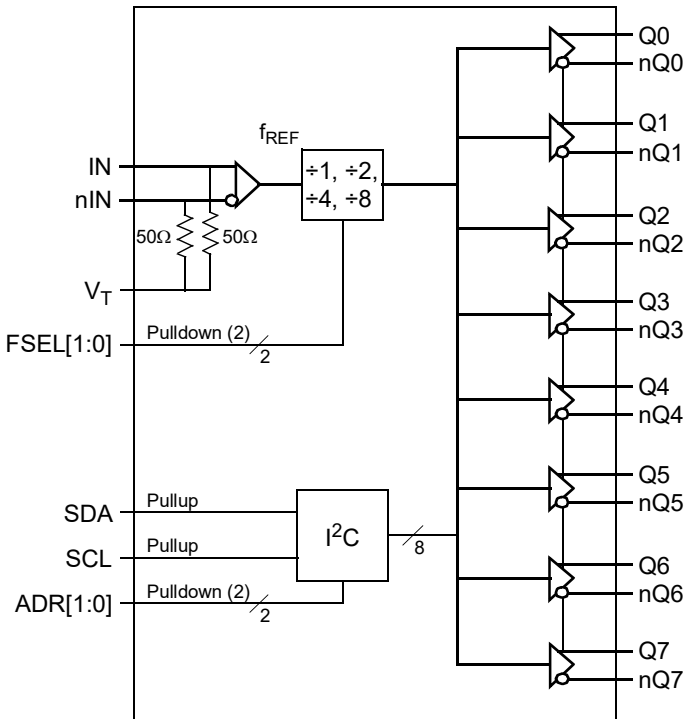 Q0
nQ0
Q1
nQ1
fREF
÷1, ÷2,
÷4, ÷8
IN
nIN
50Ω
50Ω
VT
Q2
nQ2
Q3
nQ3
FSEL[1:0]
Pulldown (2)
2
Q4
nQ4
Q5
nQ5
SDA
Pullup
I²C
8
SCL
Pullup
ADR[1:0]
Pulldown (2)
2
Q6
nQ6
Q7
nQ7